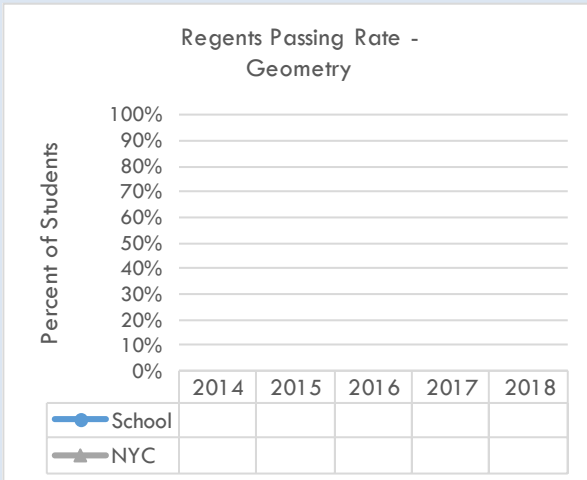 Regents Passing Rate -
Geometry
Percent of Students
100%
90%
80%
70%
60%
50%
40%
30%
20%
10%
0%
2014 2015 2016 2017 2018
School
NYC